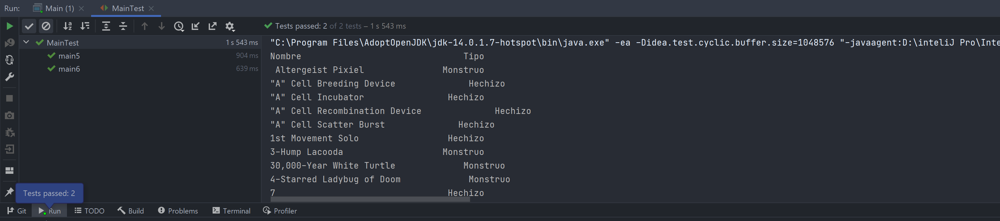 Run: Main (1) MainTest
Tests passed: 2 of 2 tests – 1 s 543 ms
MainTest 1 s 543 ms
main5 904 ms
main6 639 ms
"C:\Program Files\AdoptOpenJDK\jdk-14.0.1.7-hotspot\bin\java.exe" -ea -Didea.test.cyclic.buffer.size=1048576 "-javaagent:D:\inteliJ Pro\Inte
Nombre Tipo
Altergeist Pixiel Monstruo
"A" Cell Breeding Device Hechizo
"A" Cell Incubator Hechizo
"A" Cell Recombination Device Hechizo
"A" Cell Scatter Burst Hechizo
1st Movement Solo Hechizo
3-Hump Lacooda Monstruo
30,000-Year White Turtle Monstruo
4-Starred Ladybug of Doom Monstruo
7 Hechizo
Tests passed: 2
Git Run TODO Build Problems Terminal Profiler